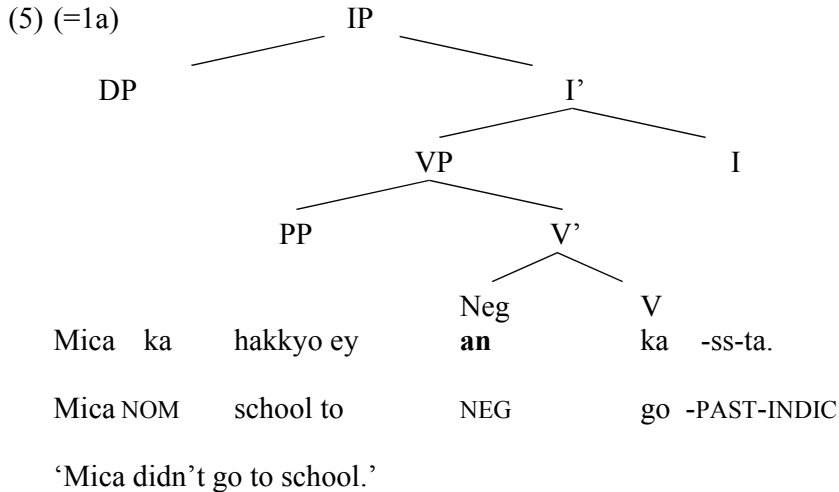 (5) (=1a) IP
DP I’
VP I
PP V’
Neg V
Mica ka hakkyo ey an ka -ss-ta.
Mica NOM school to NEG go -PAST-INDIC
‘Mica didn’t go to school.’